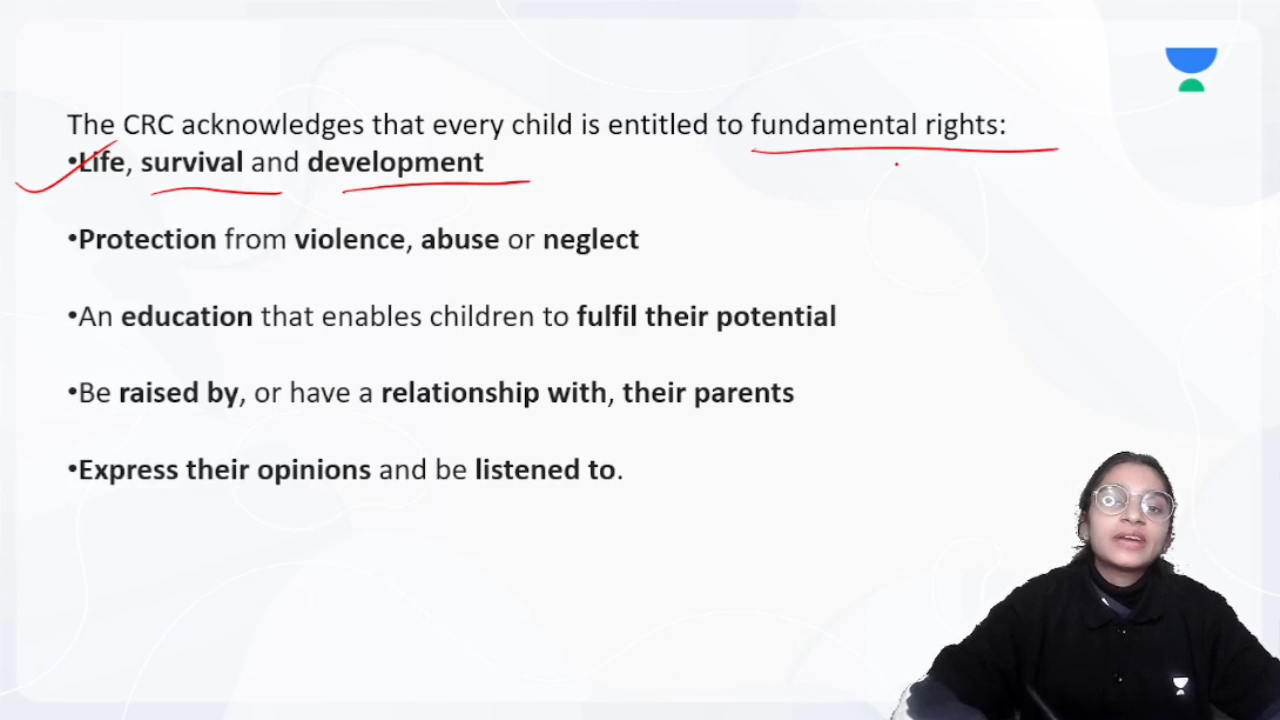 The CRC acknowledges that every child is entitled to fundamental rights:
•Life, survival and development
•Protection from violence, abuse or neglect
•An education that enables children to fulfil their potential
•Be raised by, or have a relationship with, their parents
•Express their opinions and be listened to.